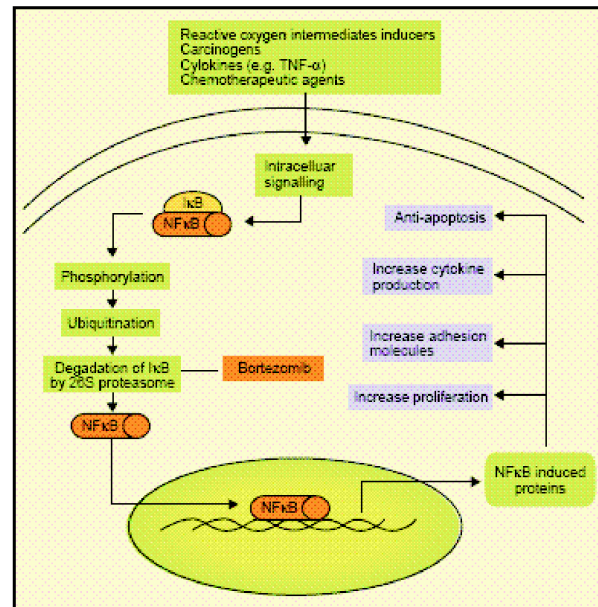 Reactive oxygen intermediates inducers
Carcinogens
Cylokines (e.g. TNF-α)
Chemotherapeutic agents
Intracelluar
signalling
IκB
NFκB
Phosphorylation
Ubiquitination
Degadation of IκB
by 26S proteasome
Bortezomib
NFκB
NFκB
Anti-apoptosis
Increase cytokine
production
Increase adhesion
molecules
Increase proliferation
NFκB induced
proteins